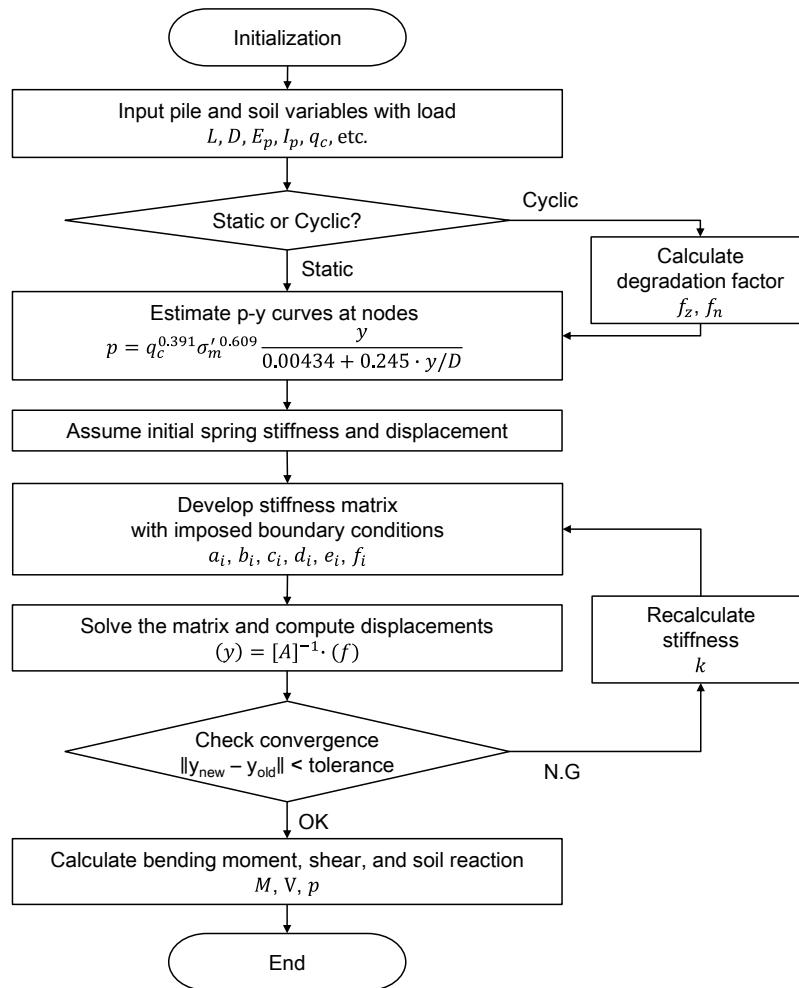 Initialization
Input pile and soil variables with load
L, D, E_p, I_p, q_c, etc.
Static or Cyclic?
Cyclic
Static
Calculate
degradation factor
f_z, f_n
Estimate p-y curves at nodes
p = q_c^0.391 σ_m′^0.609 y / (0.00434 + 0.245 · y/D)
Assume initial spring stiffness and displacement
Develop stiffness matrix
with imposed boundary conditions
a_i, b_i, c_i, d_i, e_i, f_i
Solve the matrix and compute displacements
(y) = [A]^−1 · (f)
Recalculate
stiffness
k
Check convergence
‖y_new – y_old‖ < tolerance
N.G
OK
Calculate bending moment, shear, and soil reaction
M, V, p
End